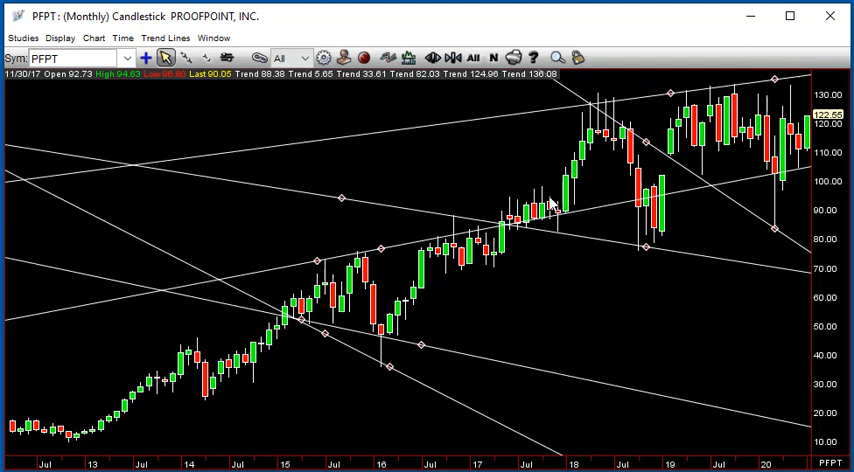 PFPT: (Monthly) Candlestick PROOFPOINT, INC.
Studies Display Chart Time Trend Lines Window
Sym: PFPT All All N ?
11/30/17 Open 92.73 High 94.63 Low 86.80 Last 90.05 Trend 88.38 Trend 5.65 Trend 33.61 Trend 82.03 Trend 124.96 Trend 136.08
130.00
122.55
120.00
110.00
100.00
90.00
80.00
70.00
60.00
50.00
40.00
30.00
20.00
10.00
Jul 13 Jul 14 Jul 15 Jul 16 Jul 17 Jul 18 Jul 19 Jul 20 PFPT